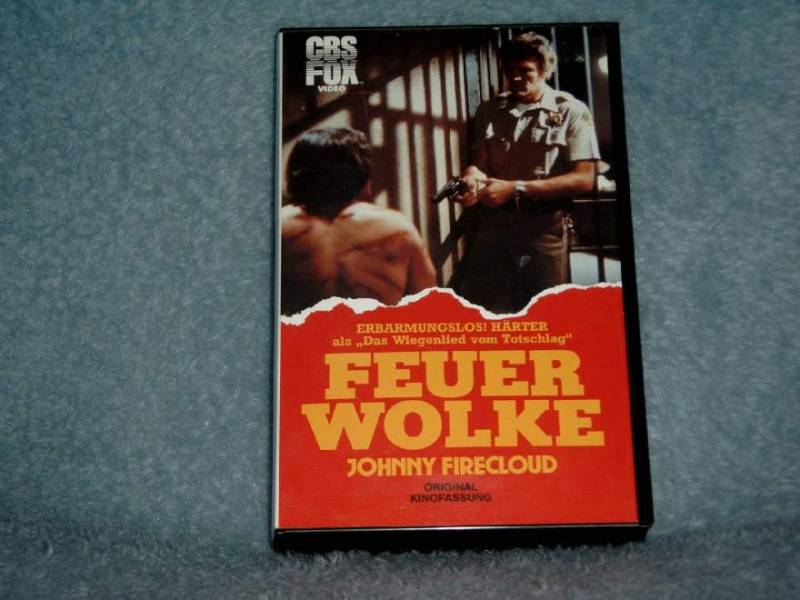 CBS
FOX
VIDEO
ERBARMUNGSLOS! HÄRTER
als „Das Wiegenlied vom Totschlag"
FEUER
WOLKE
JOHNNY FIRECLOUD
ORIGINAL
KINOFASSUNG